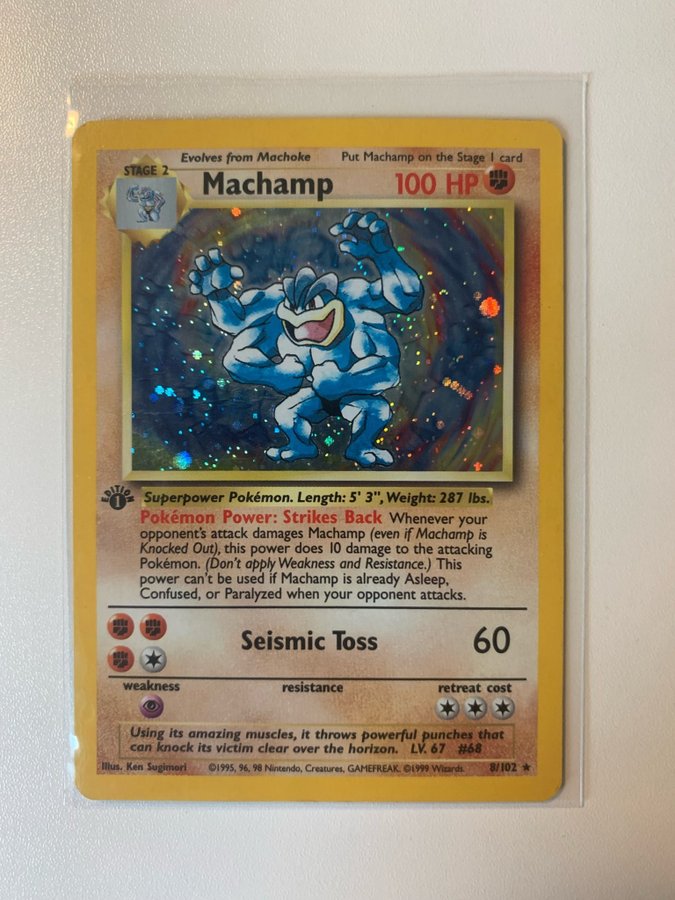 Evolves from Machoke Put Machamp on the Stage 1 card
STAGE 2
Machamp 100 HP
EDITION 1
Superpower Pokémon. Length: 5' 3", Weight: 287 lbs.
Pokémon Power: Strikes Back Whenever your
opponent's attack damages Machamp (even if Machamp is
Knocked Out), this power does 10 damage to the attacking
Pokémon. (Don't apply Weakness and Resistance.) This
power can't be used if Machamp is already Asleep,
Confused, or Paralyzed when your opponent attacks.
Seismic Toss 60
weakness resistance retreat cost
Using its amazing muscles, it throws powerful punches that
can knock its victim clear over the horizon. LV. 67 #68
Illus. Ken Sugimori ©1995, 96, 98 Nintendo, Creatures, GAMEFREAK. ©1999 Wizards. 8/102 ★